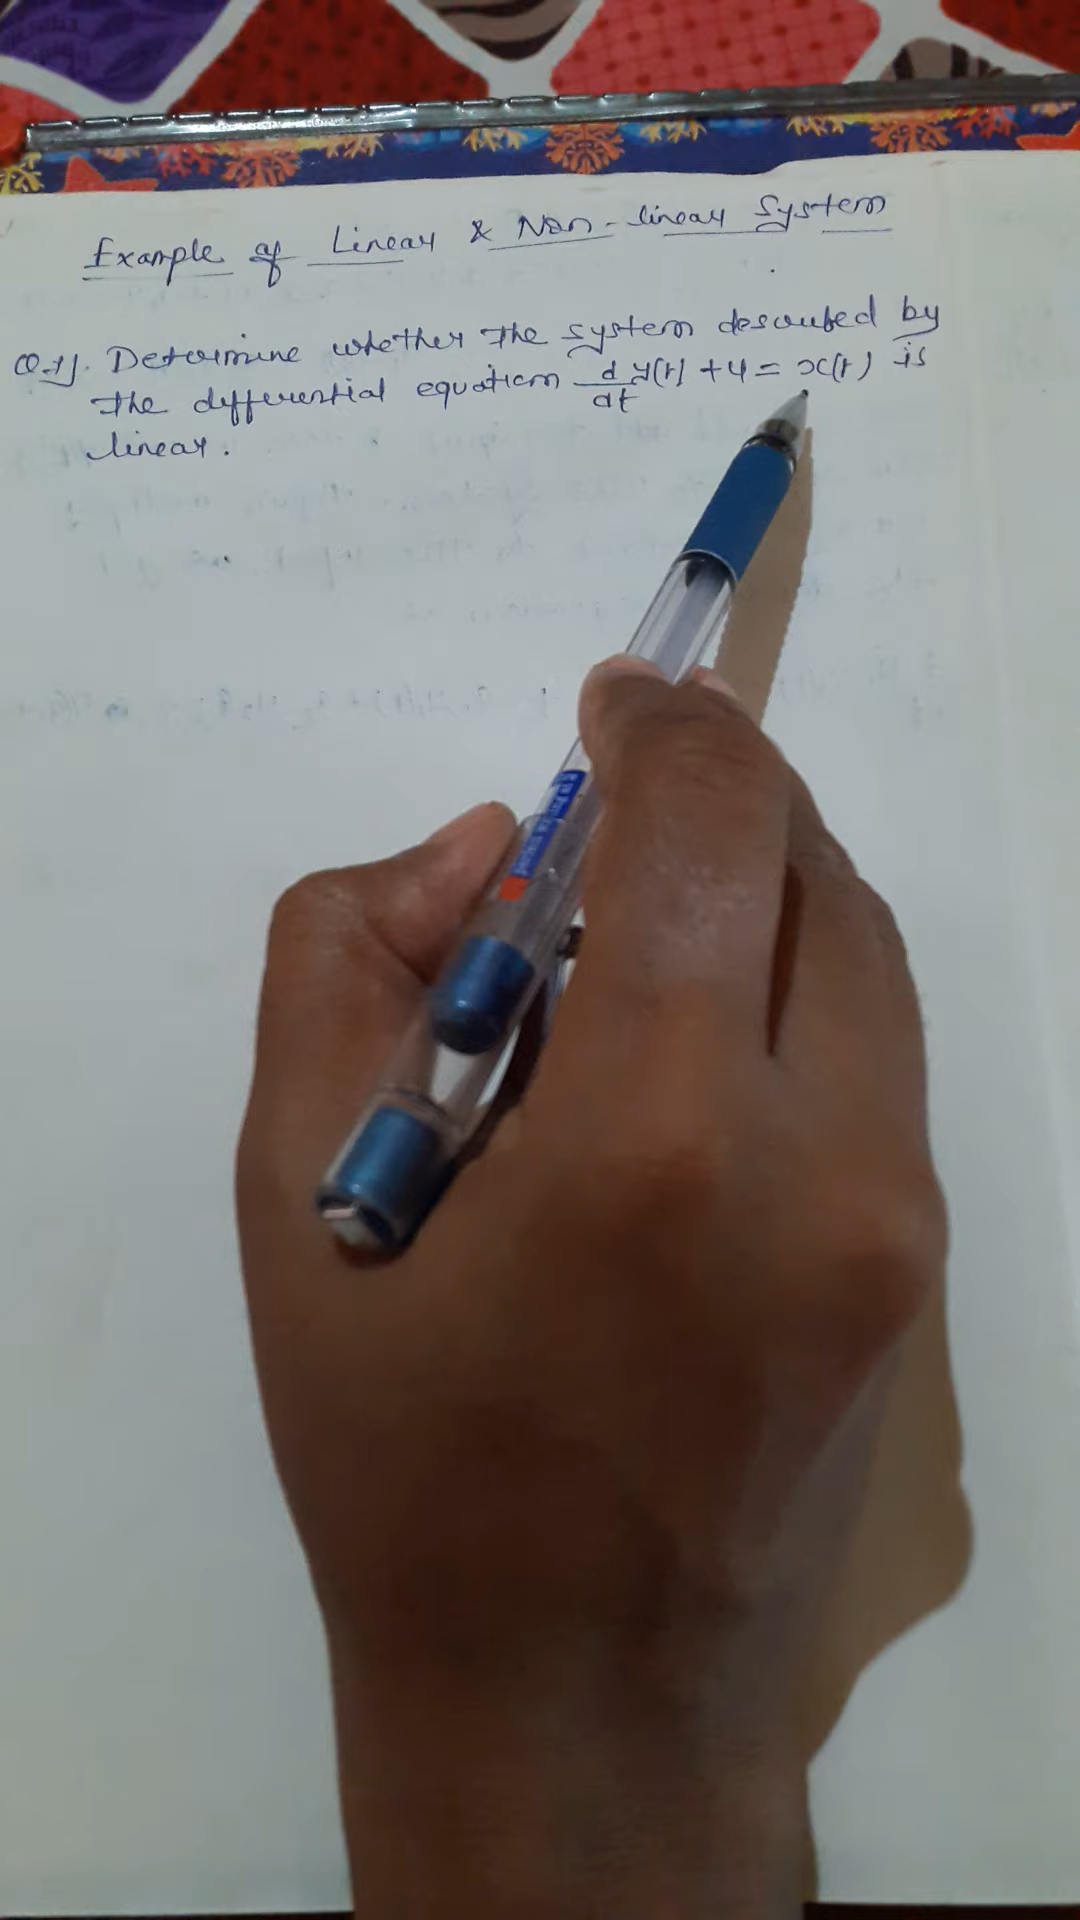 Example of Linear & Non-linear System
Q.1). Determine whether the system described by
the differential equation d/dt y(t) + 4 = x(t) is
linear.